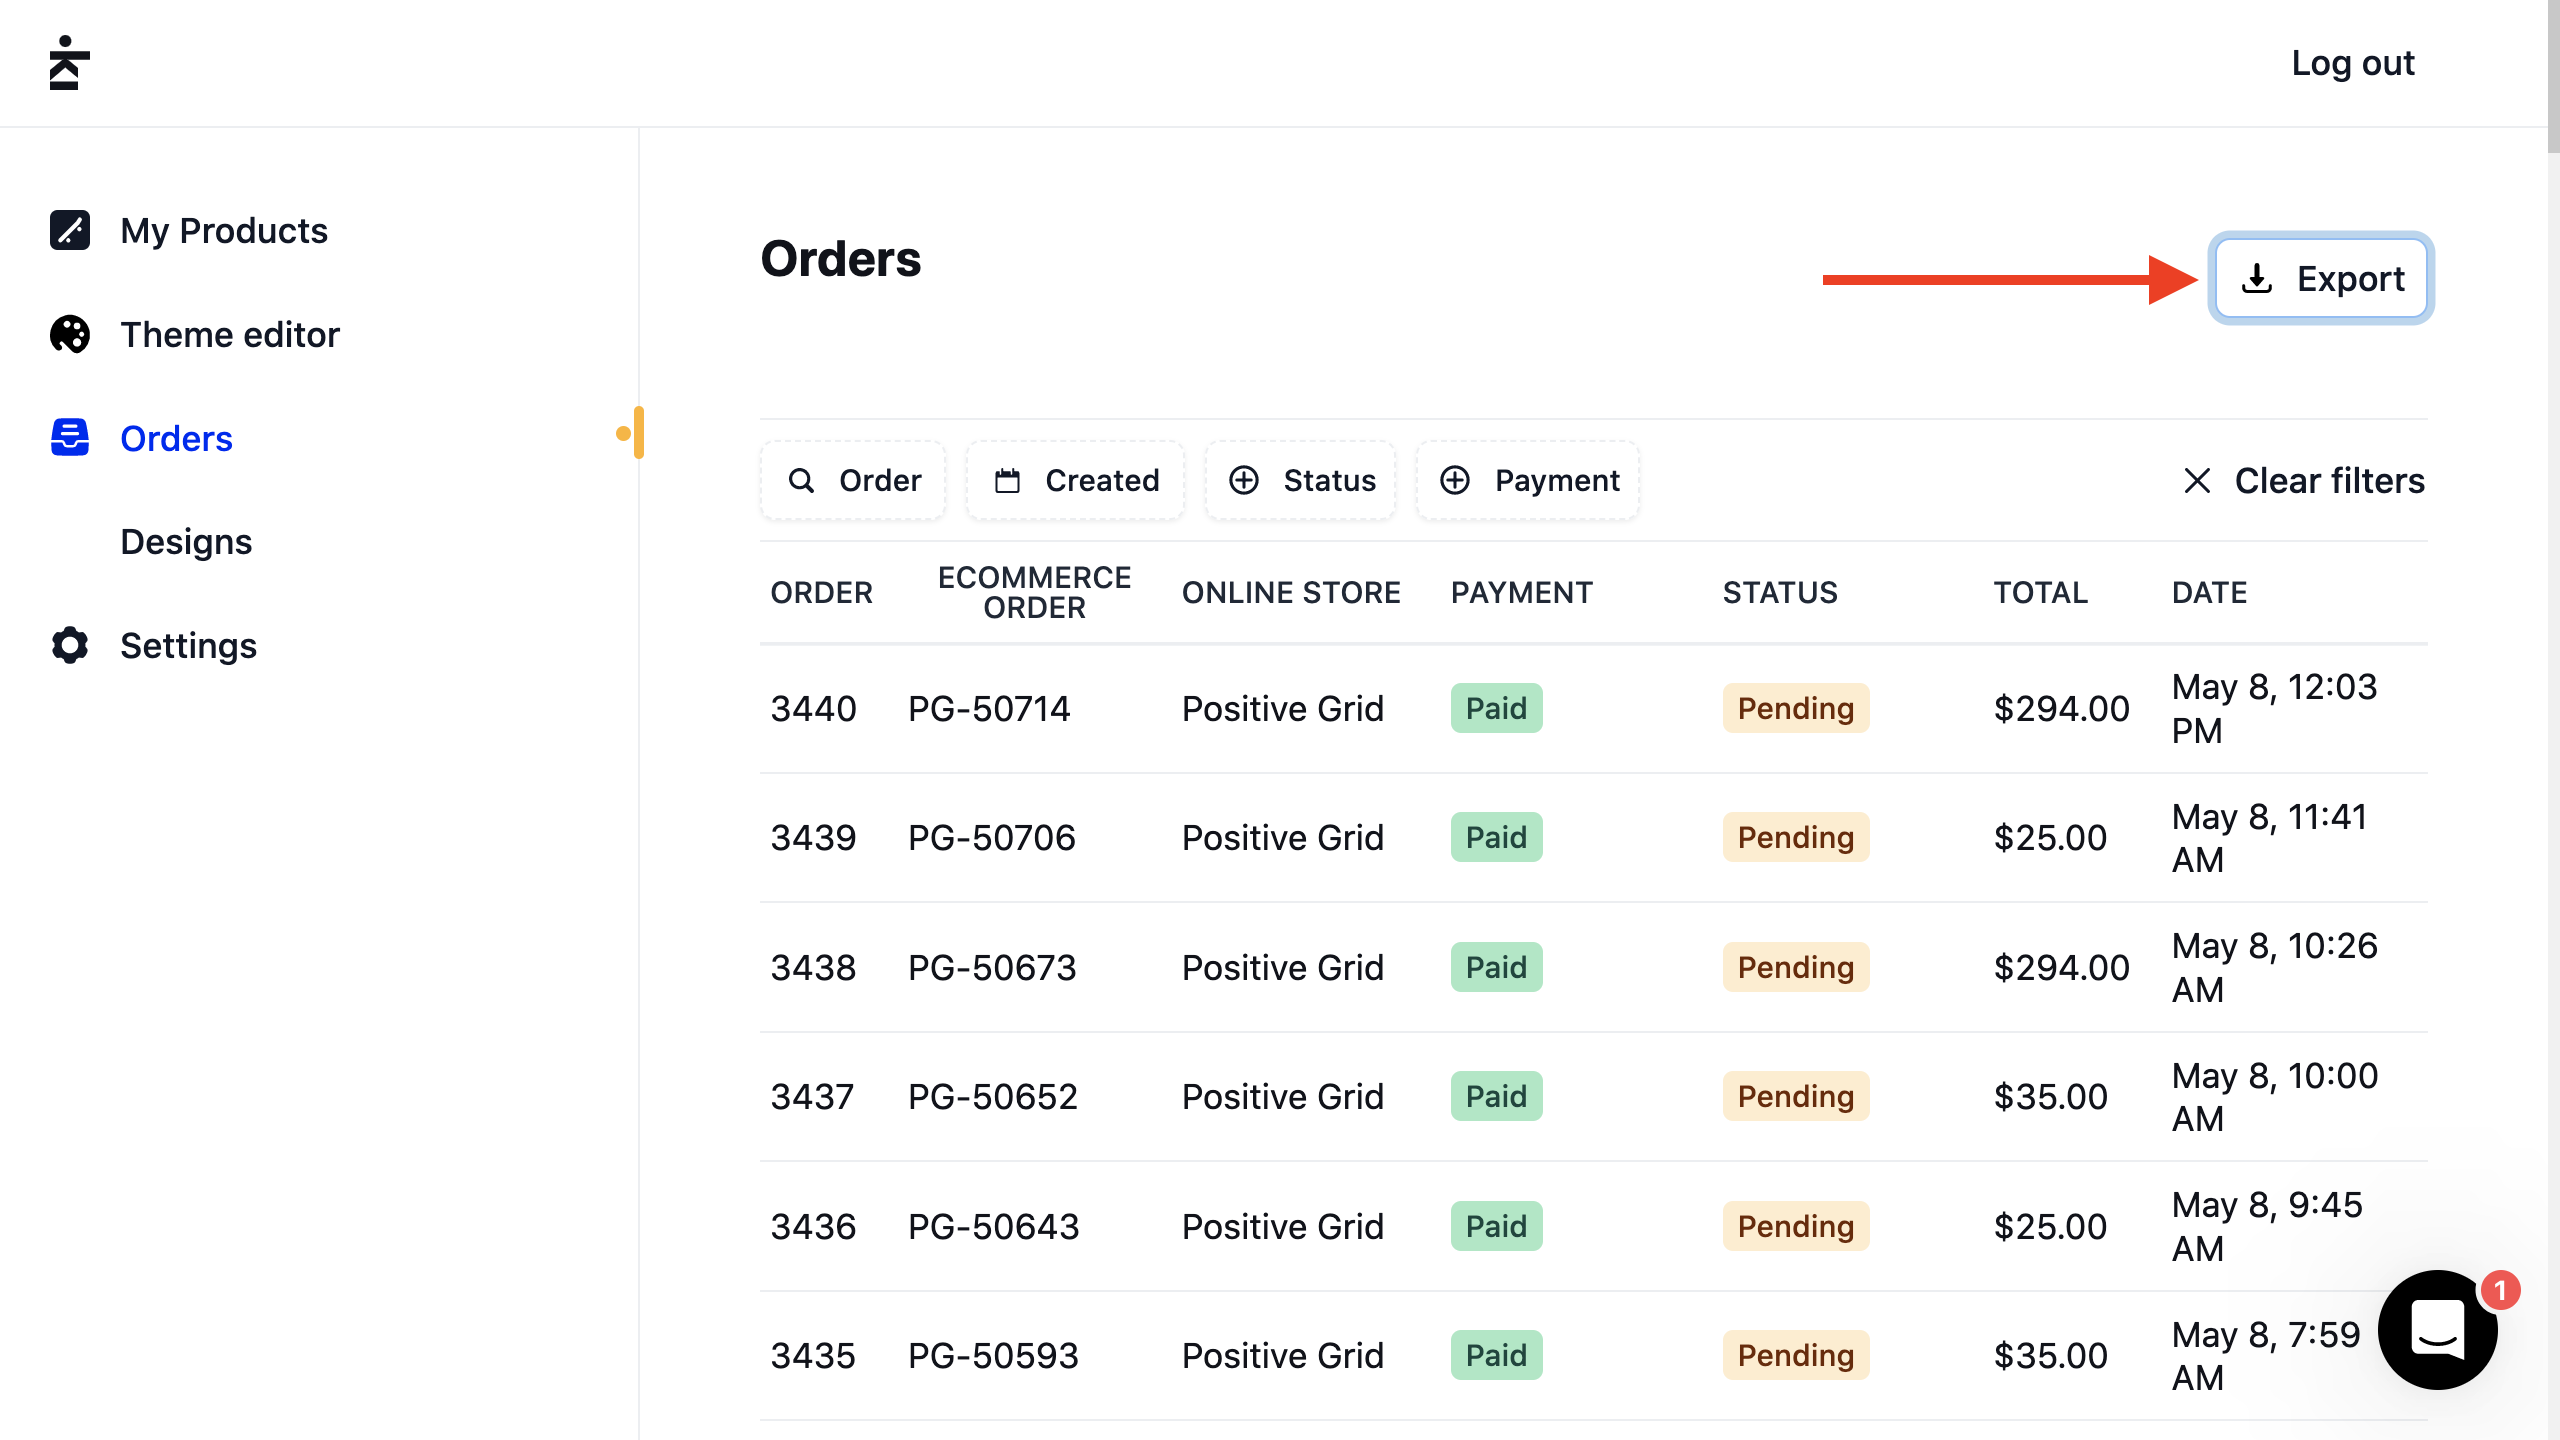 Log out
My Products
Theme editor
Orders
Designs
Settings
Orders
Export
Order Created Status Payment Clear filters
ORDER ECOMMERCE ORDER ONLINE STORE PAYMENT STATUS TOTAL DATE
3440 PG-50714 Positive Grid Paid Pending $294.00 May 8, 12:03 PM
3439 PG-50706 Positive Grid Paid Pending $25.00 May 8, 11:41 AM
3438 PG-50673 Positive Grid Paid Pending $294.00 May 8, 10:26 AM
3437 PG-50652 Positive Grid Paid Pending $35.00 May 8, 10:00 AM
3436 PG-50643 Positive Grid Paid Pending $25.00 May 8, 9:45 AM
3435 PG-50593 Positive Grid Paid Pending $35.00 May 8, 7:59 AM
1